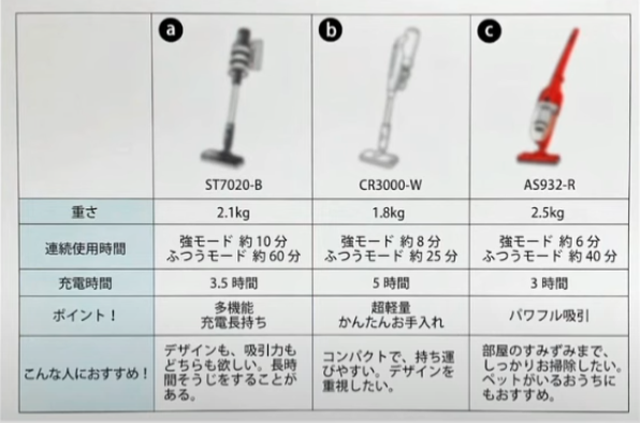 a b c
ST7020-B CR3000-W AS932-R
重さ 2.1kg 1.8kg 2.5kg
連続使用時間 強モード 約10分 強モード 約8分 強モード 約6分
ふつうモード 約60分 ふつうモード 約25分 ふつうモード 約40分
充電時間 3.5時間 5時間 3時間
ポイント! 多機能 超軽量 パワフル吸引
充電長持ち かんたんお手入れ
こんな人におすすめ!
デザインも、吸引力も
どちらも欲しい。長時
間そうじをすることが
ある。
コンパクトで、持ち運
びやすい。デザインを
重視したい。
部屋のすみずみまで、
しっかりお掃除したい。
ペットがいるおうちに
もおすすめ。